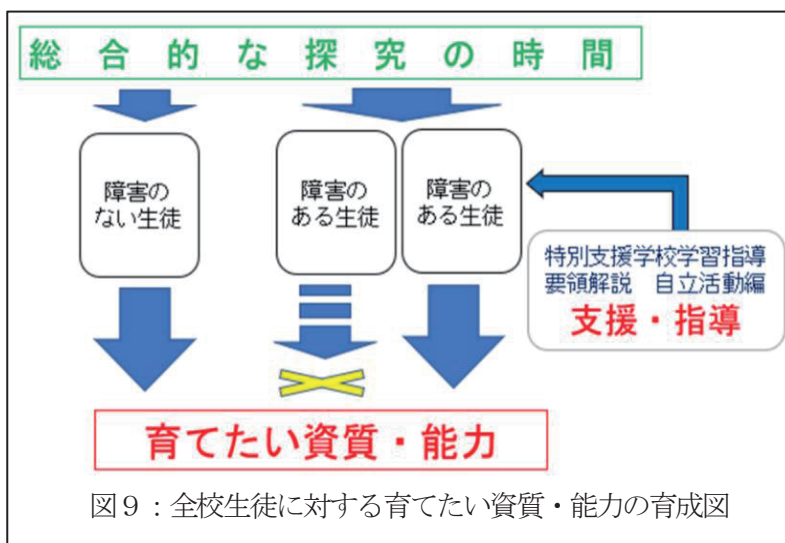 総合的な探究の時間
障害の
ない生徒
障害の
ある生徒
障害の
ある生徒
特別支援学校学習指導
要領解説　自立活動編
支援・指導
育てたい資質・能力
図９：全校生徒に対する育てたい資質・能力の育成図